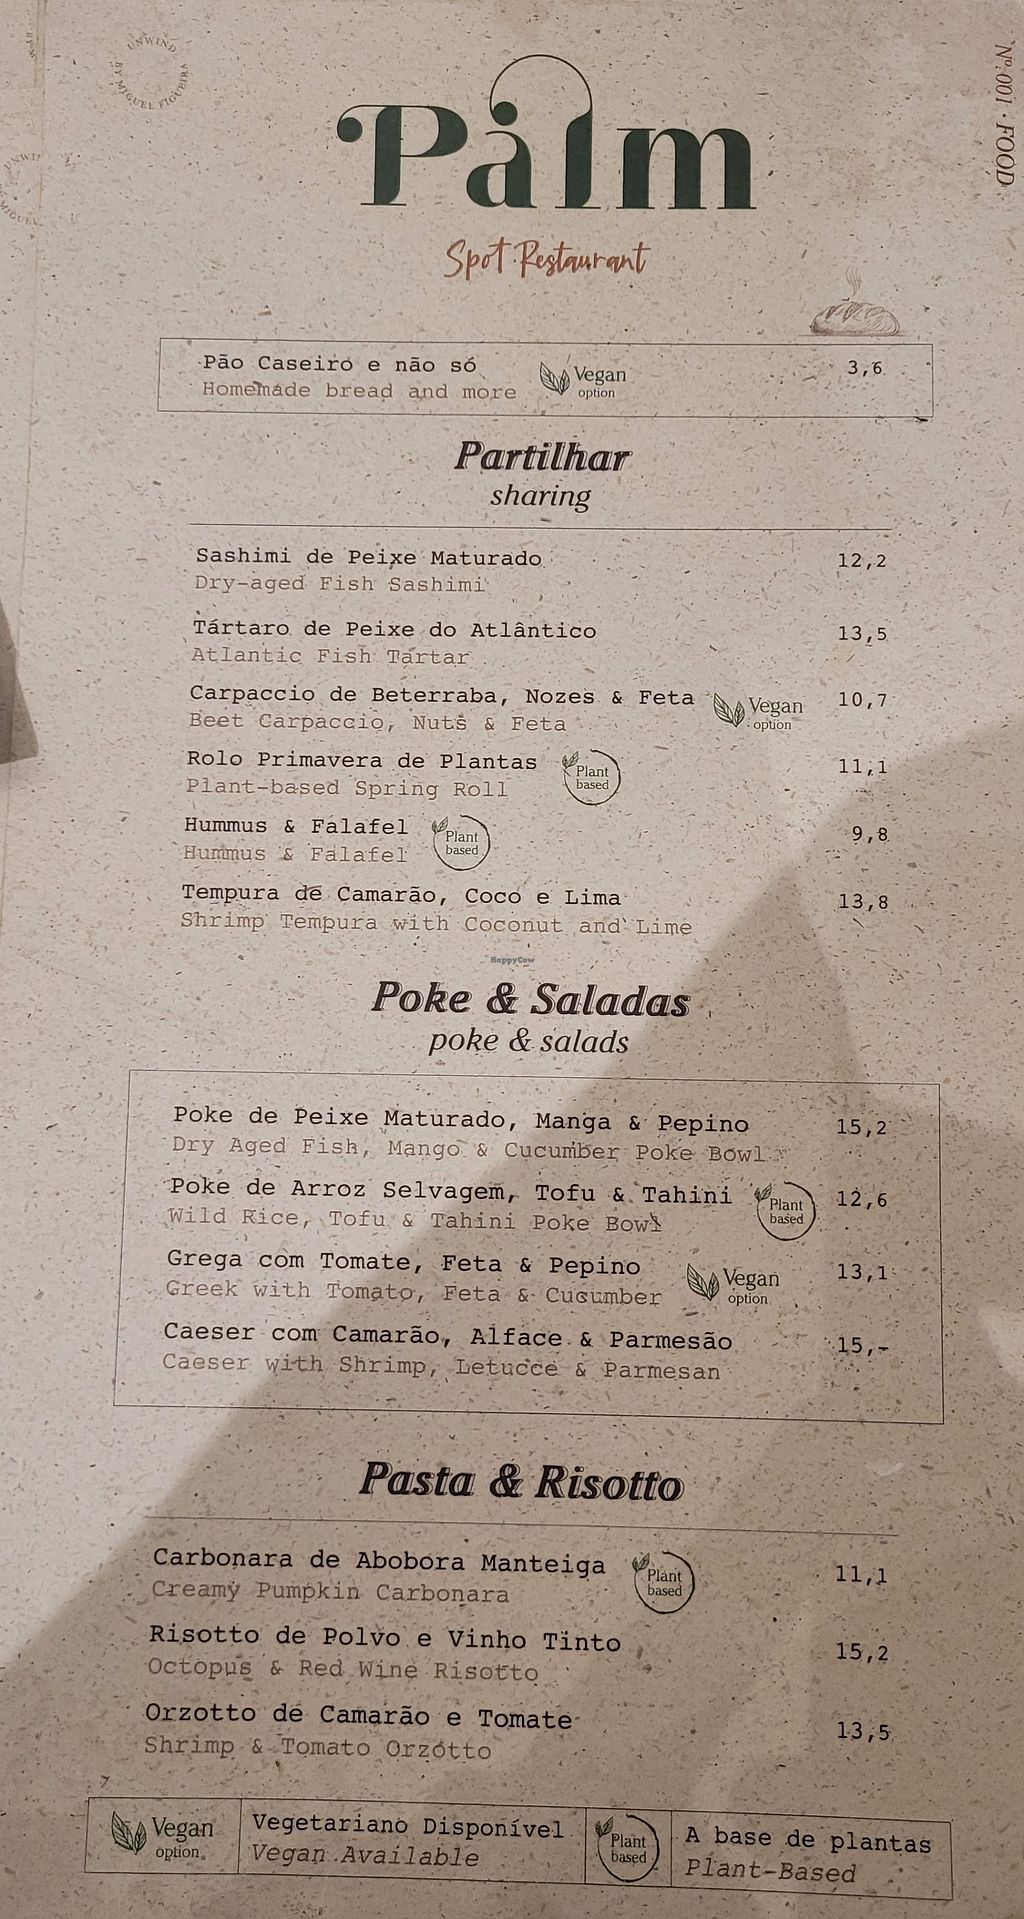 UNWIND
BY MIGUEL FIGUEIRA
Nº.001 · FOOD
Palm
Spot Restaurant
Pão Caseiro e não só
Homemade bread and more
Vegan
option
3,6
Partilhar
sharing
Sashimi de Peixe Maturado
12,2
Dry-aged Fish Sashimi
Tártaro de Peixe do Atlântico
13,5
Atlantic Fish Tartar
Carpaccio de Beterraba, Nozes & Feta
Vegan
option
10,7
Beet Carpaccio, Nuts & Feta
Rolo Primavera de Plantas
Plant
based
11,1
Plant-based Spring Roll
Hummus & Falafel
Plant
based
9,8
Hummus & Falafel
Tempura de Camarão, Coco e Lima
13,8
Shrimp Tempura with Coconut and Lime
HappyCow
Poke & Saladas
poke & salads
Poke de Peixe Maturado, Manga & Pepino
15,2
Dry Aged Fish, Mango & Cucumber Poke Bowl
Poke de Arroz Selvagem, Tofu & Tahini
Plant
based
12,6
Wild Rice, Tofu & Tahini Poke Bowl
Grega com Tomate, Feta & Pepino
Vegan
option
13,1
Greek with Tomato, Feta & Cucumber
Caeser com Camarão, Alface & Parmesão
15,-
Caeser with Shrimp, Letucce & Parmesan
Pasta & Risotto
Carbonara de Abobora Manteiga
Plant
based
11,1
Creamy Pumpkin Carbonara
Risotto de Polvo e Vinho Tinto
15,2
Octopus & Red Wine Risotto
Orzotto de Camarão e Tomate
13,5
Shrimp & Tomato Orzotto
Vegan
option
Vegetariano Disponível
Vegan Available
Plant
based
A base de plantas
Plant-Based